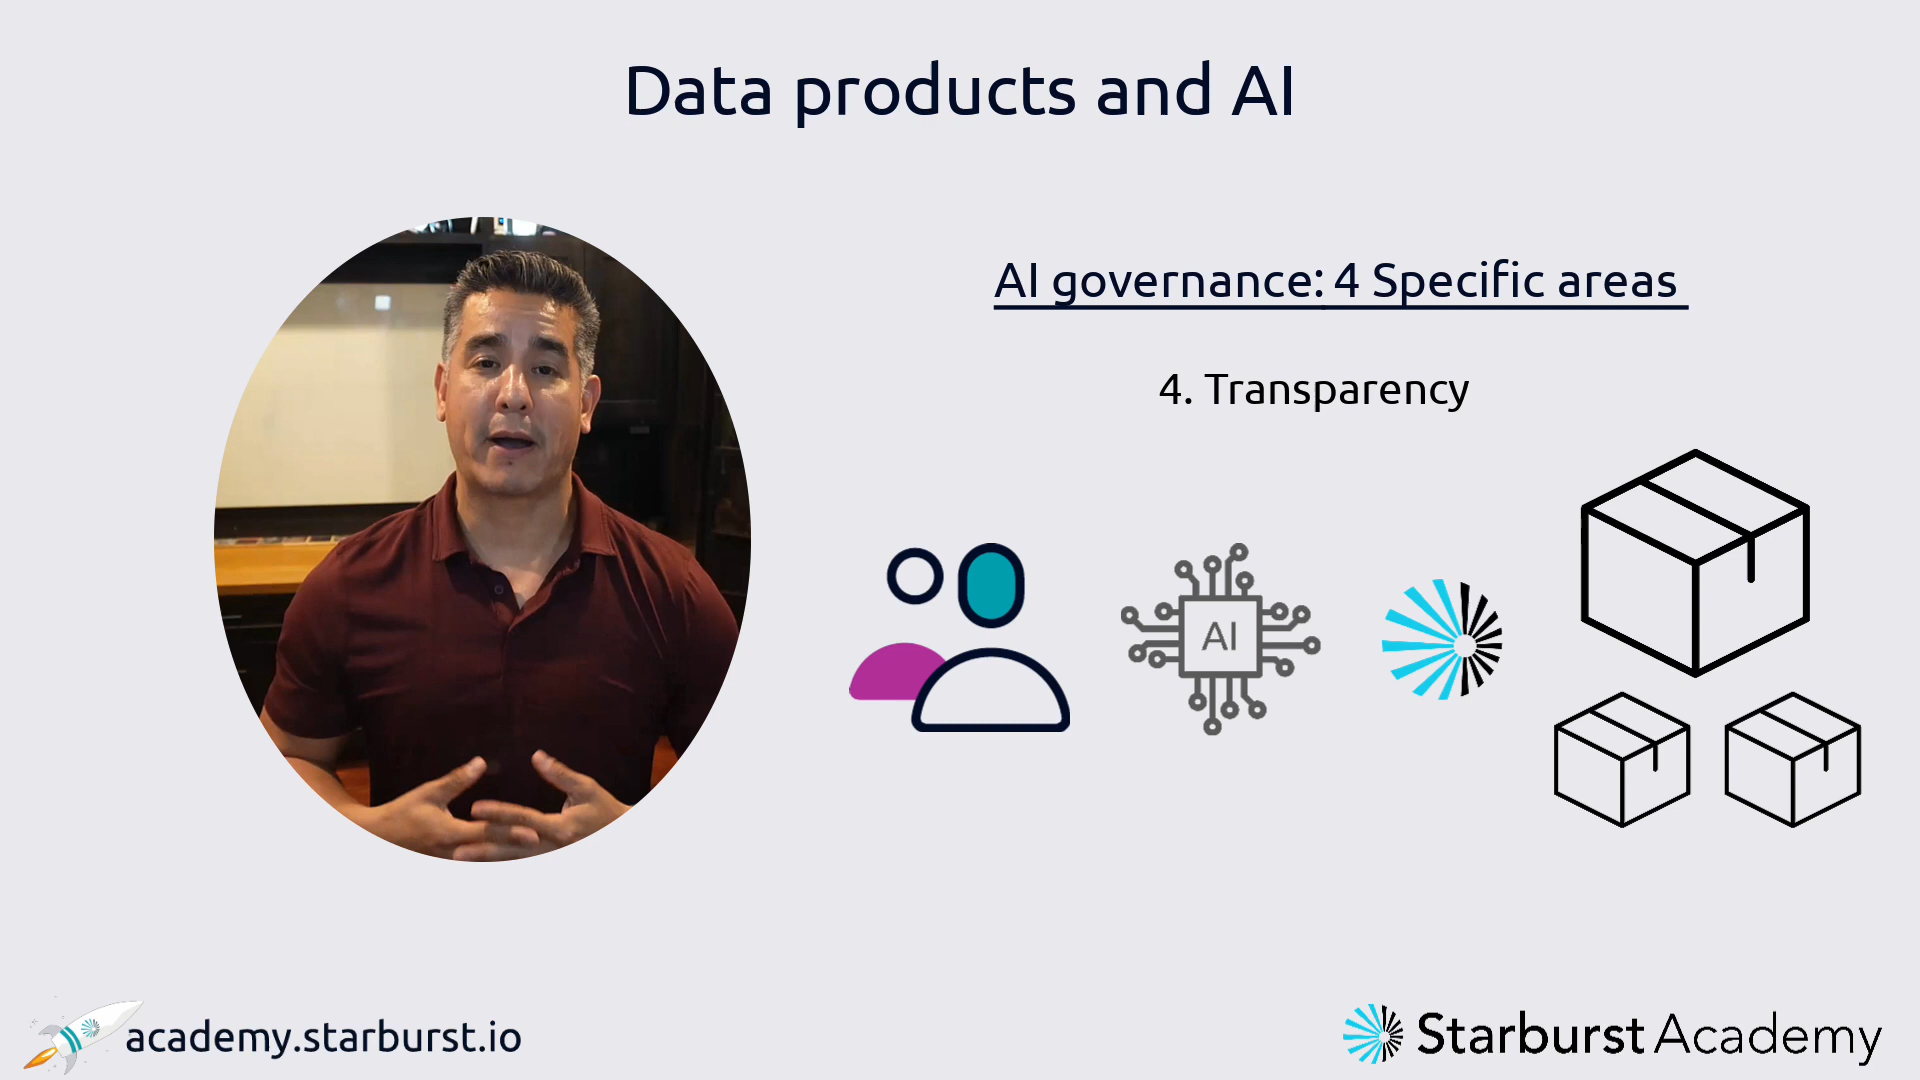 Data products and AI
AI governance: 4 Specific areas
4. Transparency
AI
academy.starburst.io
Starburst Academy